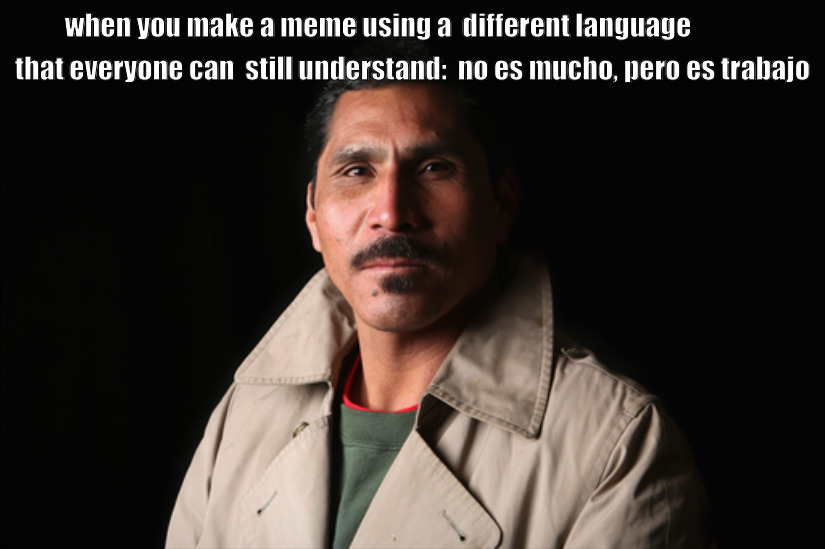 when you make a meme using a different language
that everyone can still understand: no es mucho, pero es trabajo